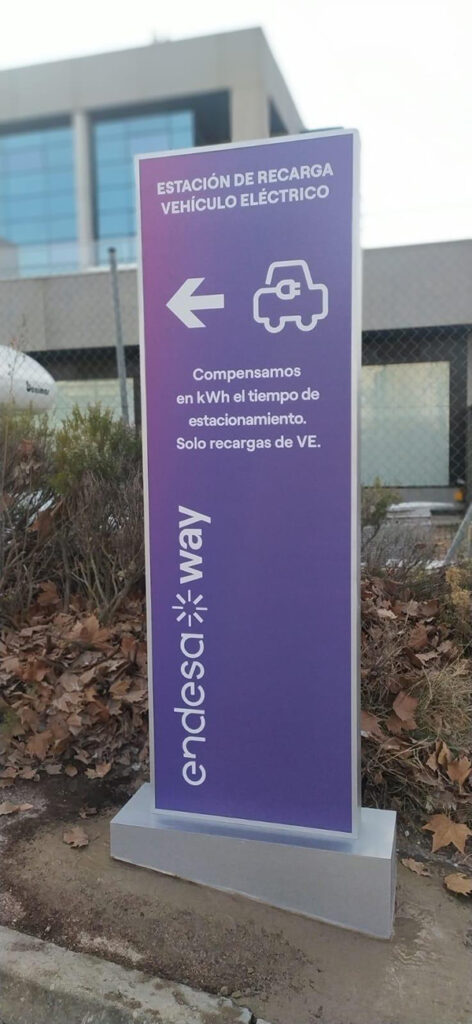 ESTACIÓN DE RECARGA
VEHÍCULO ELÉCTRICO
Compensamos
en kWh el tiempo de
estacionamiento.
Solo recargas de VE.
endesa way